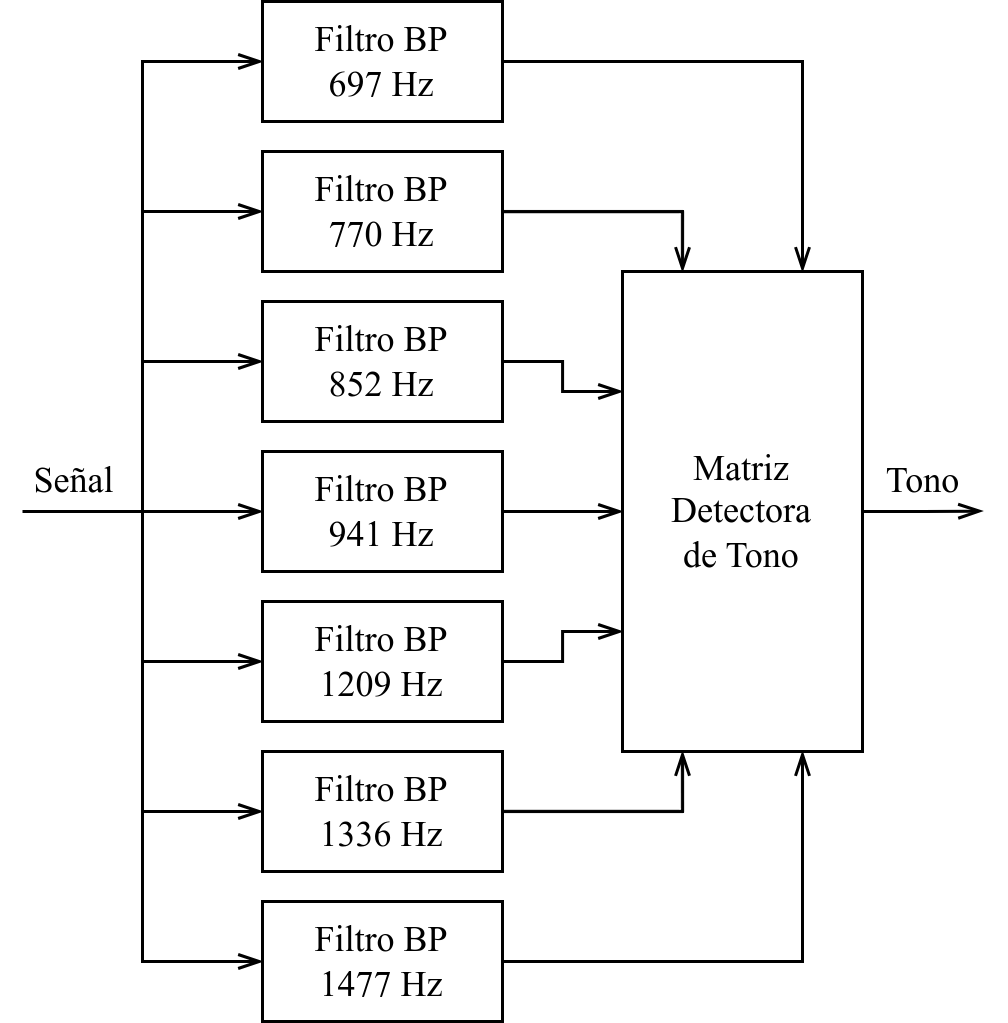 Filtro BP
697 Hz
Filtro BP
770 Hz
Filtro BP
852 Hz
Señal
Filtro BP
941 Hz
Matriz
Detectora
de Tono
Tono
Filtro BP
1209 Hz
Filtro BP
1336 Hz
Filtro BP
1477 Hz